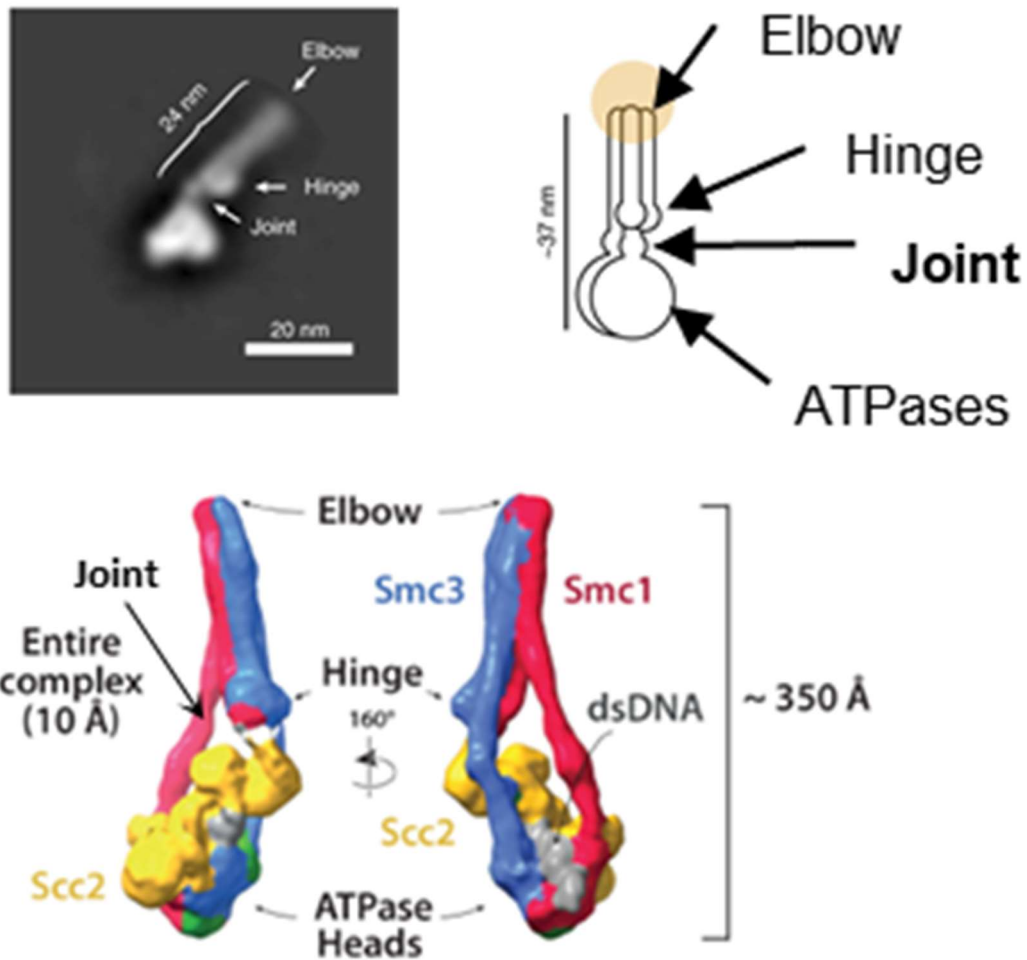 Elbow
24 nm
Hinge
Joint
20 nm
Elbow
Hinge
~37 nm
Joint
ATPases
Elbow
Joint
Smc3
Smc1
Entire
complex
(10 Å)
Hinge
160°
dsDNA
~ 350 Å
Scc2
Scc2
ATPase
Heads